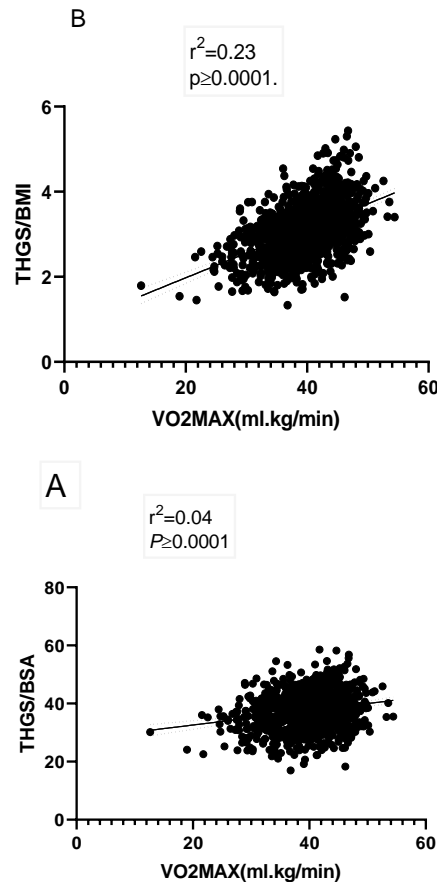 B
r²=0.23
p≥0.0001.
6
4
2
0
THGS/BMI
0 20 40 60
VO2MAX(ml.kg/min)
A
r²=0.04
P≥0.0001
80
60
40
20
0
THGS/BSA
0 20 40 60
VO2MAX(ml.kg/min)